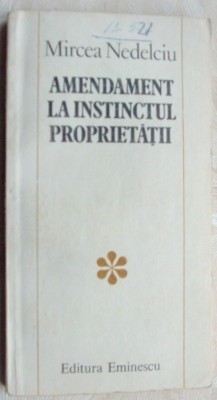 Mircea Nedelciu
AMENDAMENT
LA INSTINCTUL
PROPRIETĂȚII
Editura Eminescu